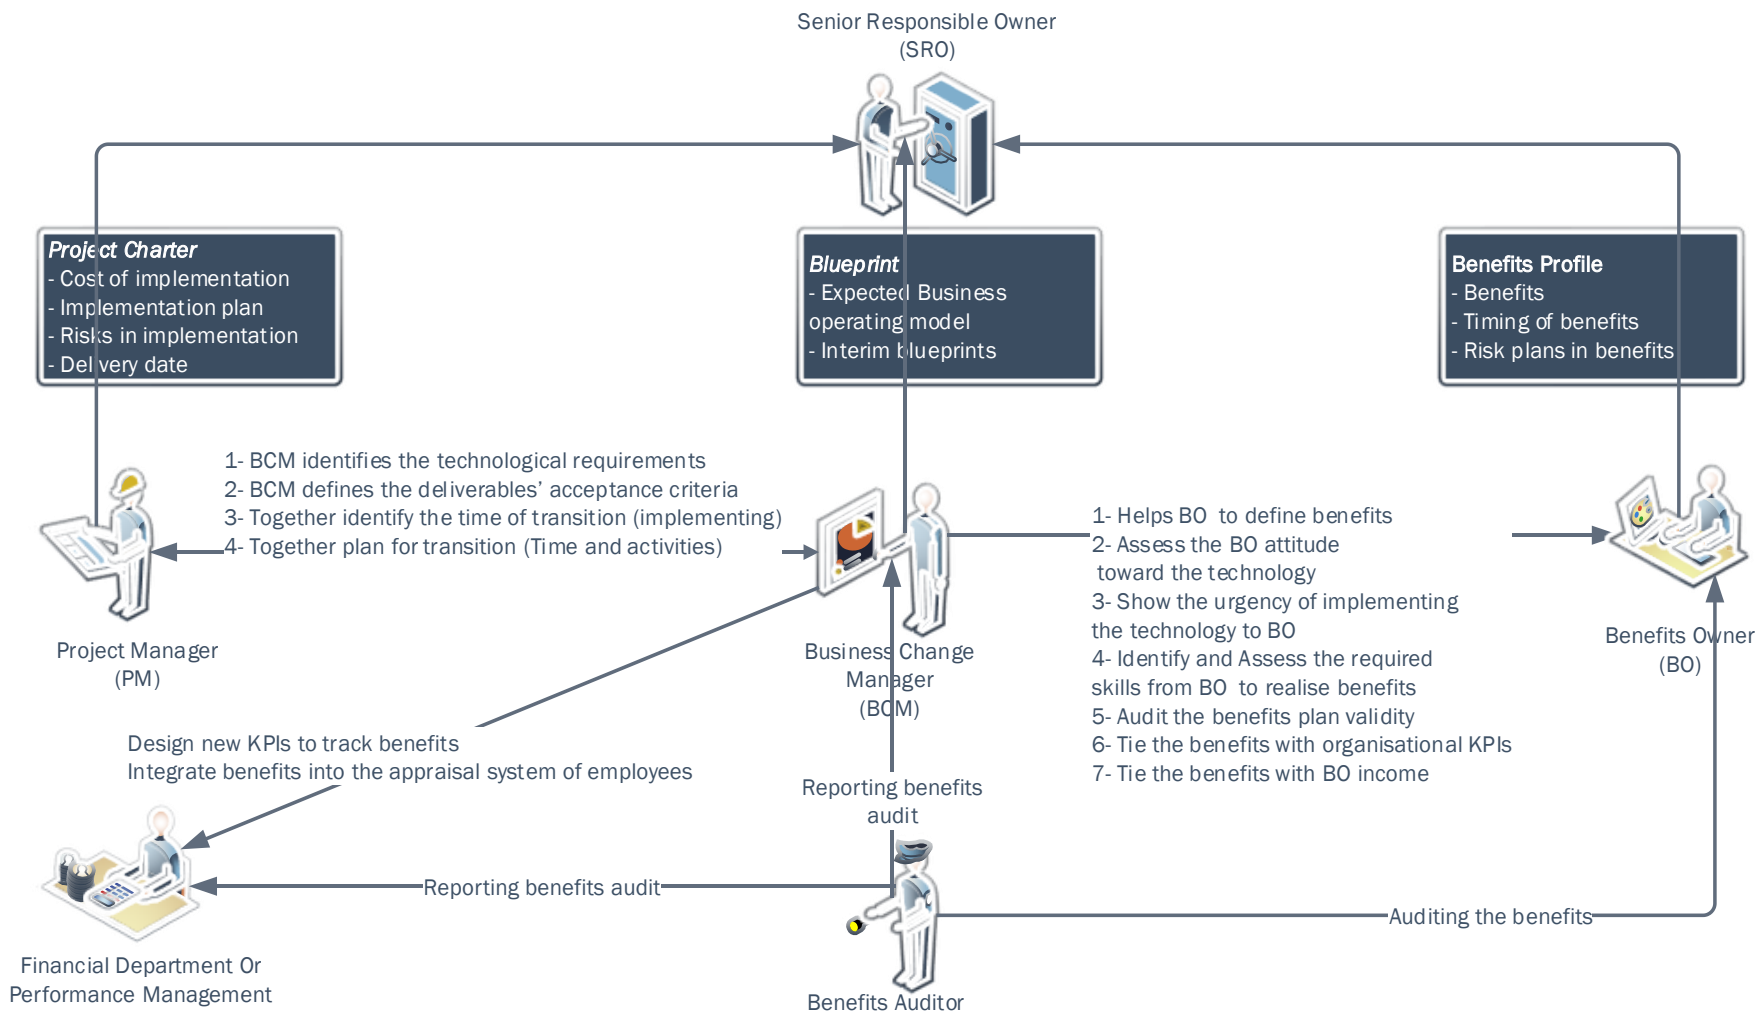 Senior Responsible Owner
(SRO)
Project Charter
- Cost of implementation
- Implementation plan
- Risks in implementation
- Delivery date
Blueprint
- Expected Business
operating model
- Interim blueprints
Benefits Profile
- Benefits
- Timing of benefits
- Risk plans in benefits
1- BCM identifies the technological requirements
2- BCM defines the deliverables’ acceptance criteria
3- Together identify the time of transition (implementing)
4- Together plan for transition (Time and activities)
1- Helps BO to define benefits
2- Assess the BO attitude
toward the technology
3- Show the urgency of implementing
the technology to BO
4- Identify and Assess the required
skills from BO to realise benefits
5- Audit the benefits plan validity
6- Tie the benefits with organisational KPIs
7- Tie the benefits with BO income
Project Manager
(PM)
Business Change
Manager
(BCM)
Benefits Owner
(BO)
Design new KPIs to track benefits
Integrate benefits into the appraisal system of employees
Reporting benefits
audit
Reporting benefits audit
Auditing the benefits
Financial Department Or
Performance Management
Benefits Auditor